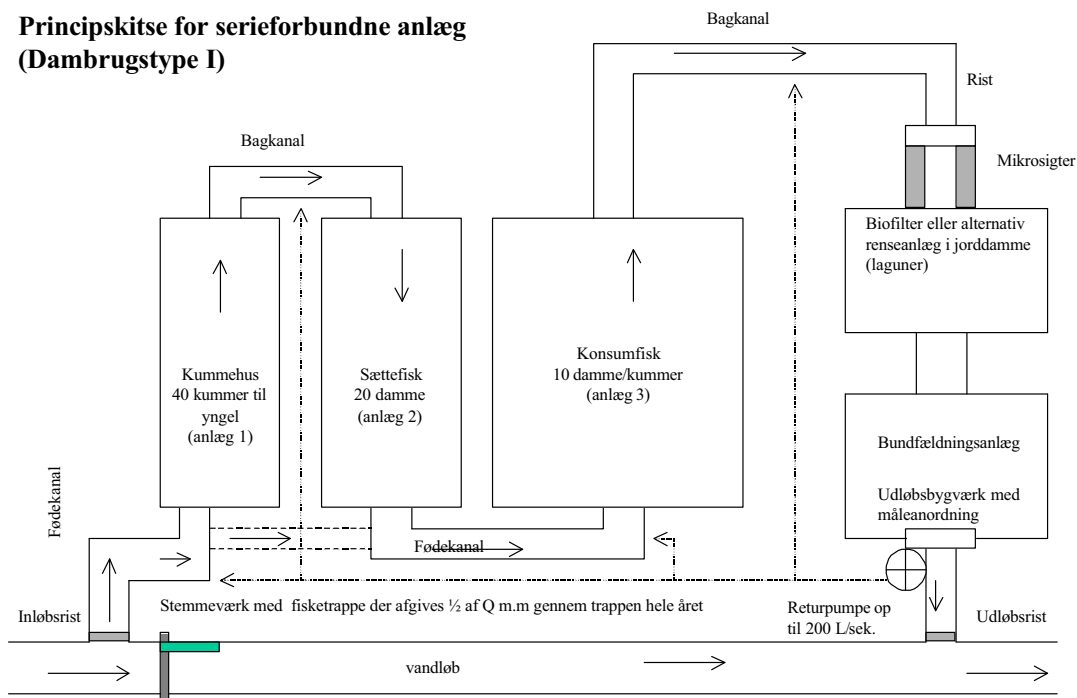 Principskitse for serieforbundne anlæg
(Dambrugstype I)
Bagkanal
Rist
Bagkanal
Mikrosigter
Biofilter eller alternativ
renseanlæg i jorddamme
(laguner)
Kummehus
40 kummer til
yngel
(anlæg 1)
Sættefisk
20 damme
(anlæg 2)
Konsumfisk
10 damme/kummer
(anlæg 3)
Bundfældningsanlæg
Udløbsbygværk med
måleanordning
Fødekanal
Fødekanal
Inløbsrist
Stemmeværk med fisketrappe der afgives ½ af Q m.m gennem trappen hele året
Returpumpe op
til 200 L/sek.
Udløbsrist
vandløb